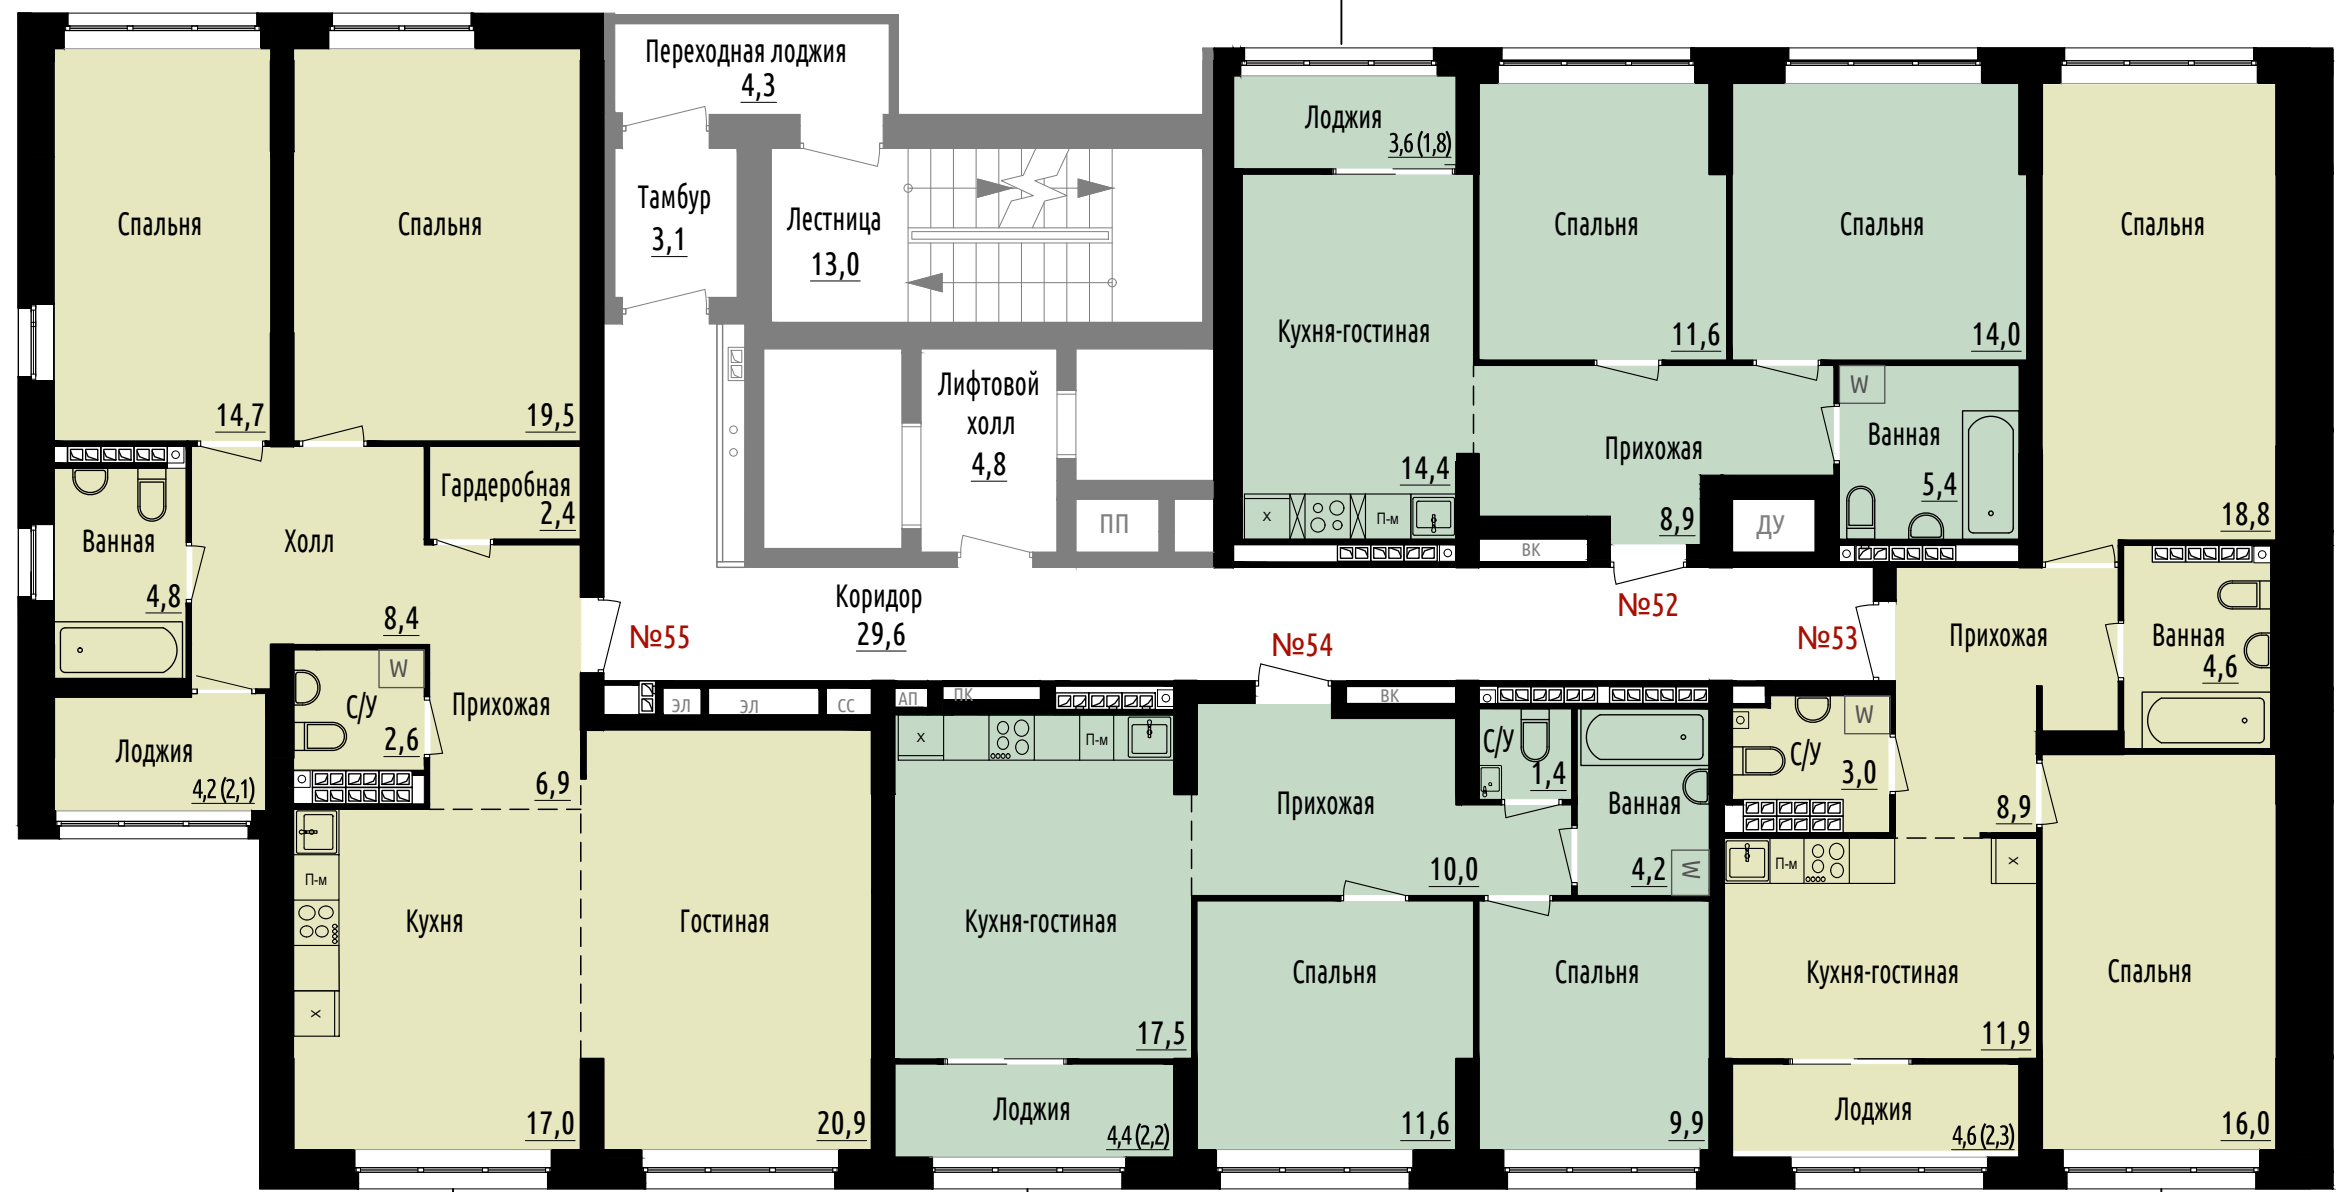 Переходная лоджия
4,3
Тамбур
3,1
Лестница
13,0
Лифтовой
холл
4,8
ПП
Коридор
29,6
№55
№54
№52
№53
Спальня
14,7
Спальня
19,5
Гардеробная
2,4
Холл
8,4
Ванная
4,8
Лоджия
4,2 (2,1)
С/У
W
2,6
Прихожая
6,9
П-м
X
Кухня
17,0
Гостиная
20,9
ЭЛ
ЭЛ
СС
АП
ПК
ВК
Лоджия
3,6 (1,8)
Кухня-гостиная
14,4
X
П-м
Спальня
11,6
Спальня
14,0
Прихожая
8,9
W
Ванная
5,4
ВК
ДУ
Спальня
18,8
Прихожая
8,9
Ванная
4,6
С/У
W
3,0
П-м
X
Кухня-гостиная
11,9
Лоджия
4,6 (2,3)
Спальня
16,0
X
П-м
Кухня-гостиная
17,5
Лоджия
4,4 (2,2)
Прихожая
10,0
С/У
1,4
Ванная
4,2
W
Спальня
11,6
Спальня
9,9